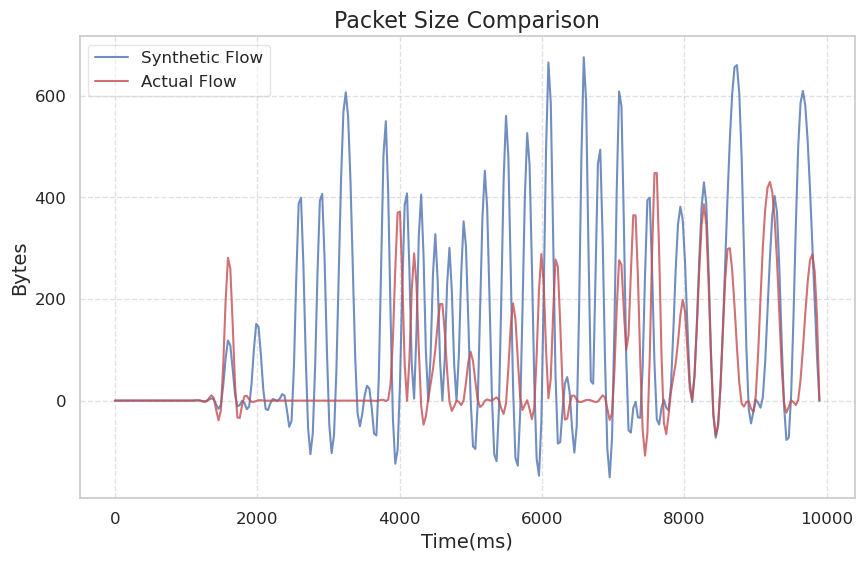 Packet Size Comparison
Synthetic Flow
Actual Flow
600
400
200
0
Bytes
0 2000 4000 6000 8000 10000
Time(ms)